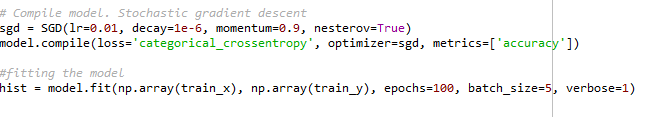 # Compile model. Stochastic gradient descent
sgd = SGD(lr=0.01, decay=1e-6, momentum=0.9, nesterov=True)
model.compile(loss='categorical_crossentropy', optimizer=sgd, metrics=['accuracy'])
#fitting the model
hist = model.fit(np.array(train_x), np.array(train_y), epochs=100, batch_size=5, verbose=1)